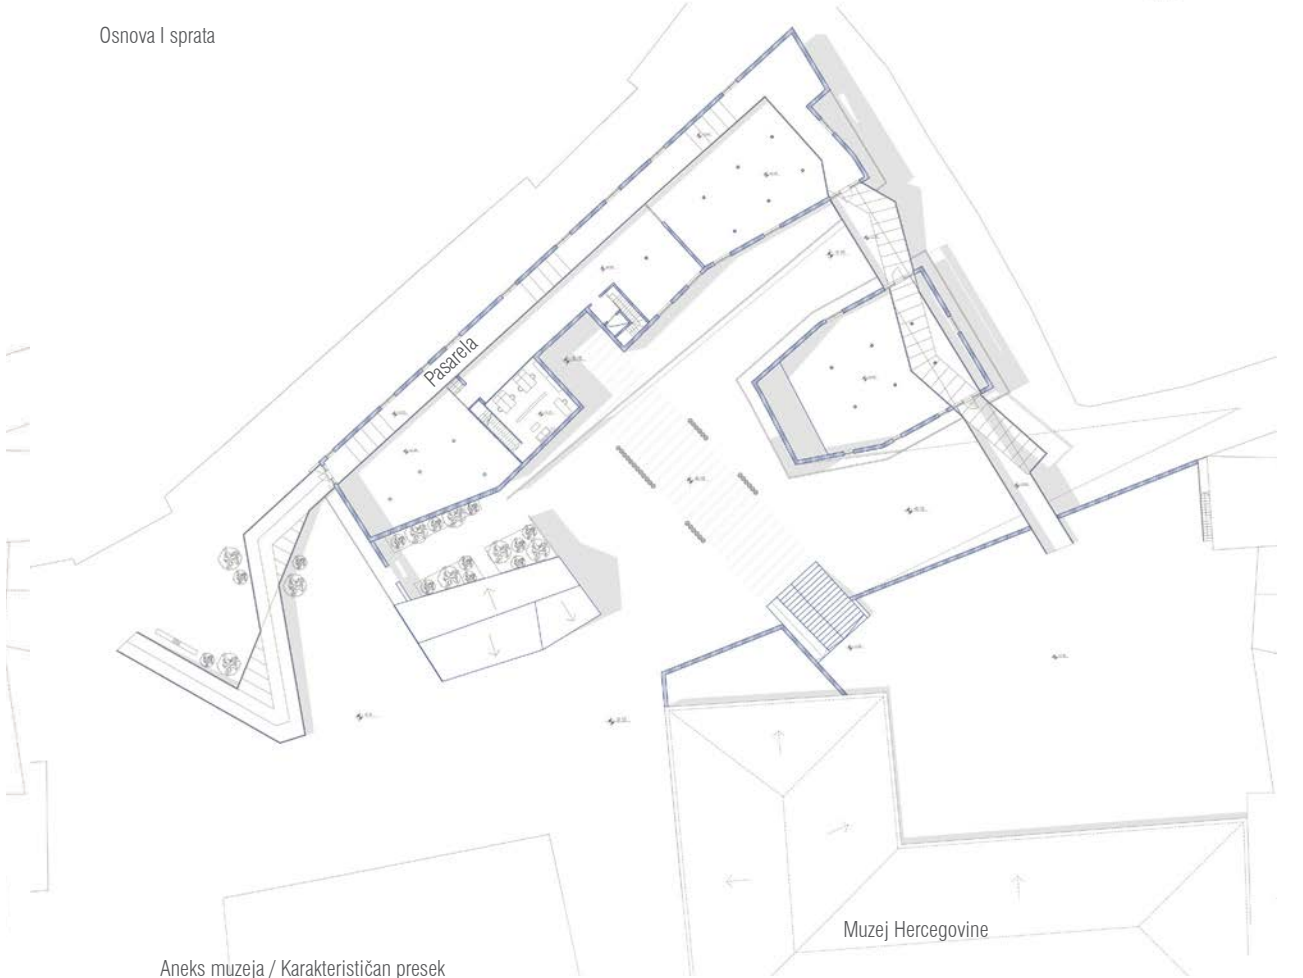 Osnova I sprata
Pasarela
Muzej Hercegovine
Aneks muzeja / Karakterističan presek